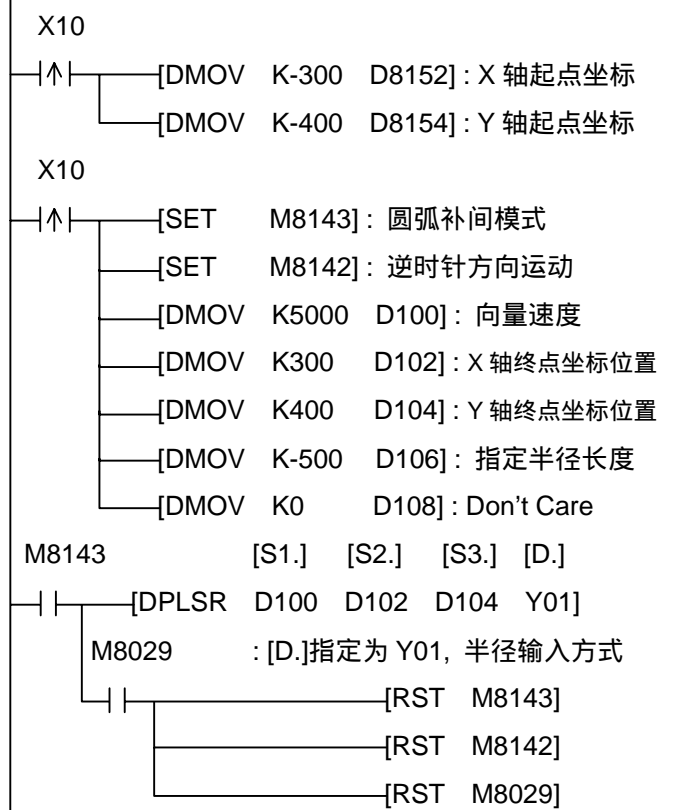 X10
[DMOV K-300 D8152] : X 轴起点坐标
[DMOV K-400 D8154] : Y 轴起点坐标
X10
[SET M8143] : 圆弧补间模式
[SET M8142] : 逆时针方向运动
[DMOV K5000 D100] : 向量速度
[DMOV K300 D102] : X 轴终点坐标位置
[DMOV K400 D104] : Y 轴终点坐标位置
[DMOV K-500 D106] : 指定半径长度
[DMOV K0 D108] : Don't Care
M8143 [S1.] [S2.] [S3.] [D.]
[DPLSR D100 D102 D104 Y01]
M8029 : [D.]指定为 Y01, 半径输入方式
[RST M8143]
[RST M8142]
[RST M8029]